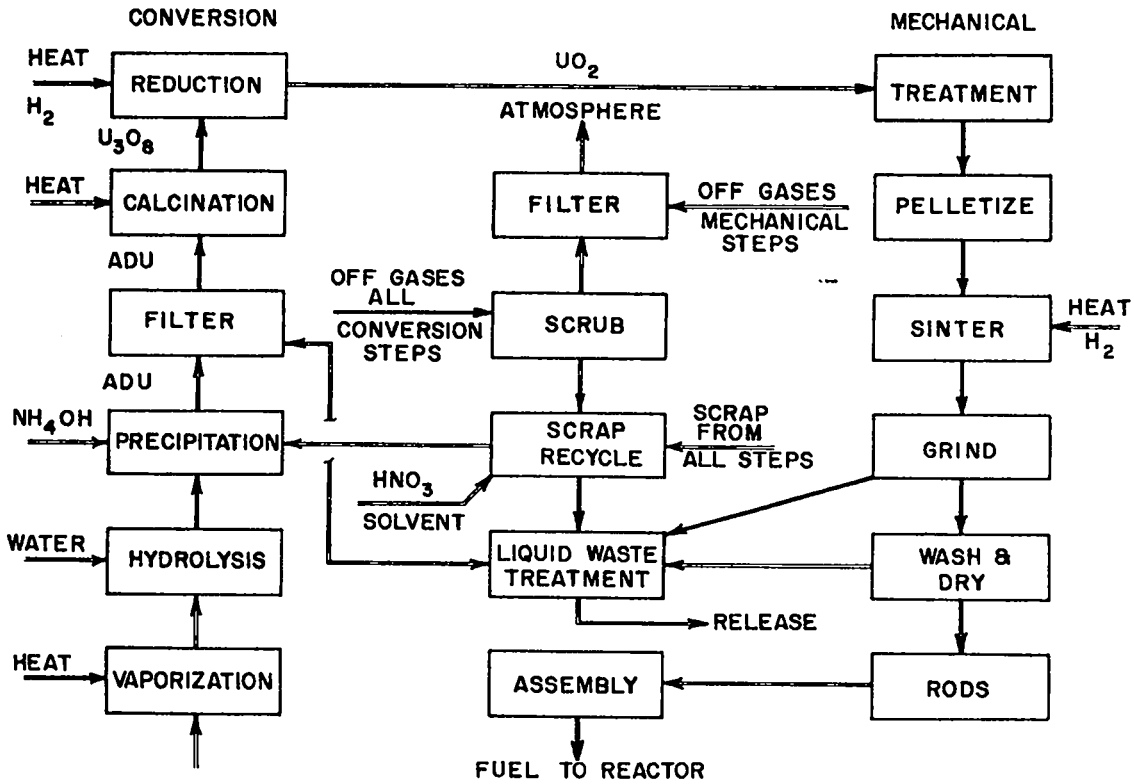 CONVERSION
MECHANICAL
HEAT
H2
REDUCTION
UO2
TREATMENT
ATMOSPHERE
U3O8
HEAT
CALCINATION
FILTER
OFF GASES
MECHANICAL
STEPS
PELLETIZE
ADU
OFF GASES
ALL
CONVERSION
STEPS
FILTER
SCRUB
SINTER
HEAT
H2
ADU
NH4OH
PRECIPITATION
SCRAP
RECYCLE
SCRAP
FROM
ALL STEPS
GRIND
HNO3
SOLVENT
WATER
HYDROLYSIS
LIQUID WASTE
TREATMENT
WASH &
DRY
RELEASE
HEAT
VAPORIZATION
ASSEMBLY
RODS
FUEL TO REACTOR